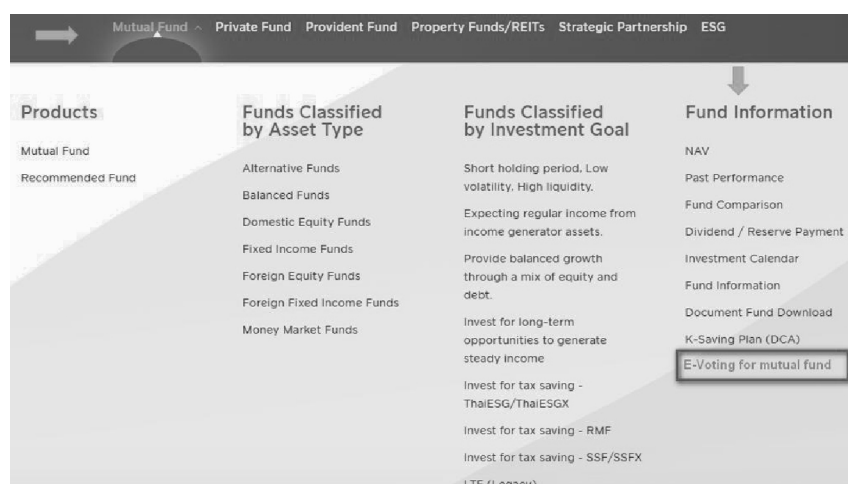 Mutual Fund Private Fund Provident Fund Property Funds/REITs Strategic Partnership ESG
Products
Mutual Fund
Recommended Fund
Funds Classified
by Asset Type
Alternative Funds
Balanced Funds
Domestic Equity Funds
Fixed Income Funds
Foreign Equity Funds
Foreign Fixed Income Funds
Money Market Funds
Funds Classified
by Investment Goal
Short holding period. Low
volatility. High liquidity.
Expecting regular income from
income generator assets.
Provide balanced growth
through a mix of equity and
debt.
Invest for long-term
opportunities to generate
steady income
Invest for tax saving -
ThaiESG/ThaiESGX
Invest for tax saving - RMF
Invest for tax saving - SSF/SSFX
LTF (Legacy)
Fund Information
NAV
Past Performance
Fund Comparison
Dividend / Reserve Payment
Investment Calendar
Fund Information
Document Fund Download
K-Saving Plan (DCA)
E-Voting for mutual fund